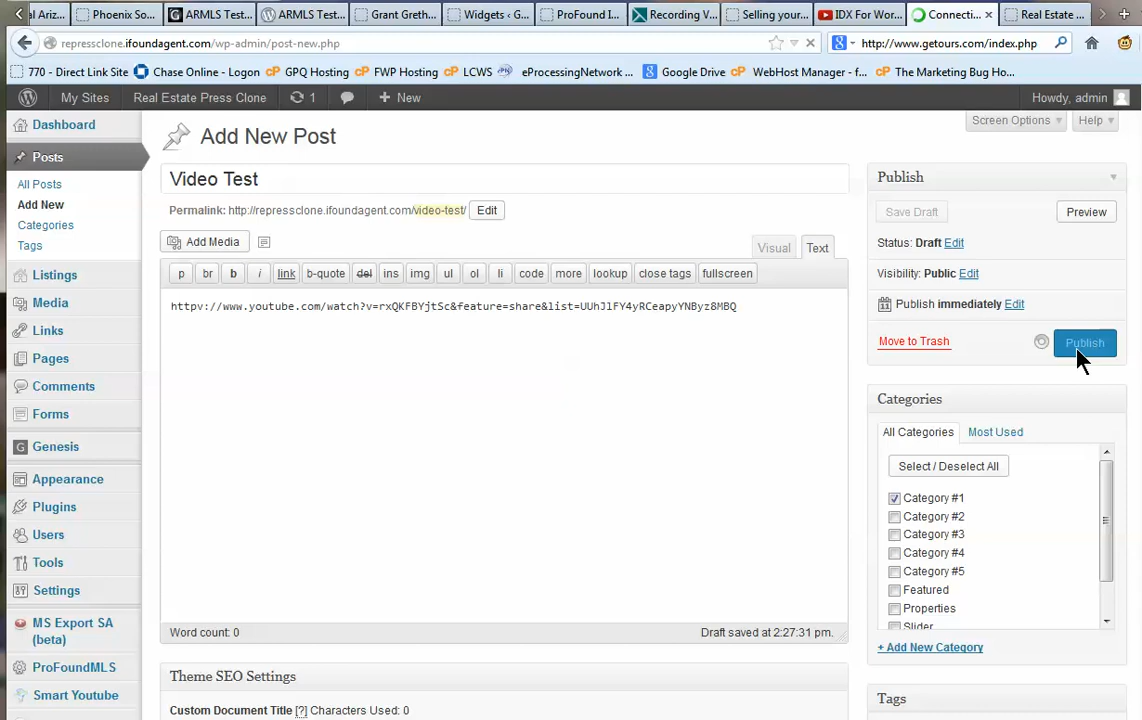 al Ariz...
Phoenix So...
ARMLS Test...
ARMLS Test...
Grant Greth...
Widgets ‹ G...
ProFound I...
Recording V...
Selling your...
IDX For Wor...
Connecti...
Real Estate ...
repressclone.ifoundagent.com/wp-admin/post-new.php
http://www.getours.com/index.php
770 - Direct Link Site
Chase Online - Logon
GPQ Hosting
FWP Hosting
LCWS
eProcessingNetwork ...
Google Drive
WebHost Manager - f...
The Marketing Bug Ho...
My Sites
Real Estate Press Clone
1
+ New
Howdy, admin
Screen Options
Help
Dashboard
Posts
All Posts
Add New
Categories
Tags
Listings
Media
Links
Pages
Comments
Forms
Genesis
Appearance
Plugins
Users
Tools
Settings
MS Export SA
(beta)
ProFoundMLS
Smart Youtube
Add New Post
Video Test
Permalink: http://repressclone.ifoundagent.com/video-test/ Edit
Add Media
Visual
Text
p
br
b
i
link
b-quote
del
ins
img
ul
ol
li
code
more
lookup
close tags
fullscreen
httpv://www.youtube.com/watch?v=rxQKFBYjtSc&feature=share&list=UUhJlFY4yRCeapyYNByz8MBQ
Word count: 0
Draft saved at 2:27:31 pm.
Theme SEO Settings
Custom Document Title [?] Characters Used: 0
Publish
Save Draft
Preview
Status: Draft Edit
Visibility: Public Edit
Publish immediately Edit
Move to Trash
Publish
Categories
All Categories
Most Used
Select / Deselect All
Category #1
Category #2
Category #3
Category #4
Category #5
Featured
Properties
Slider
+ Add New Category
Tags